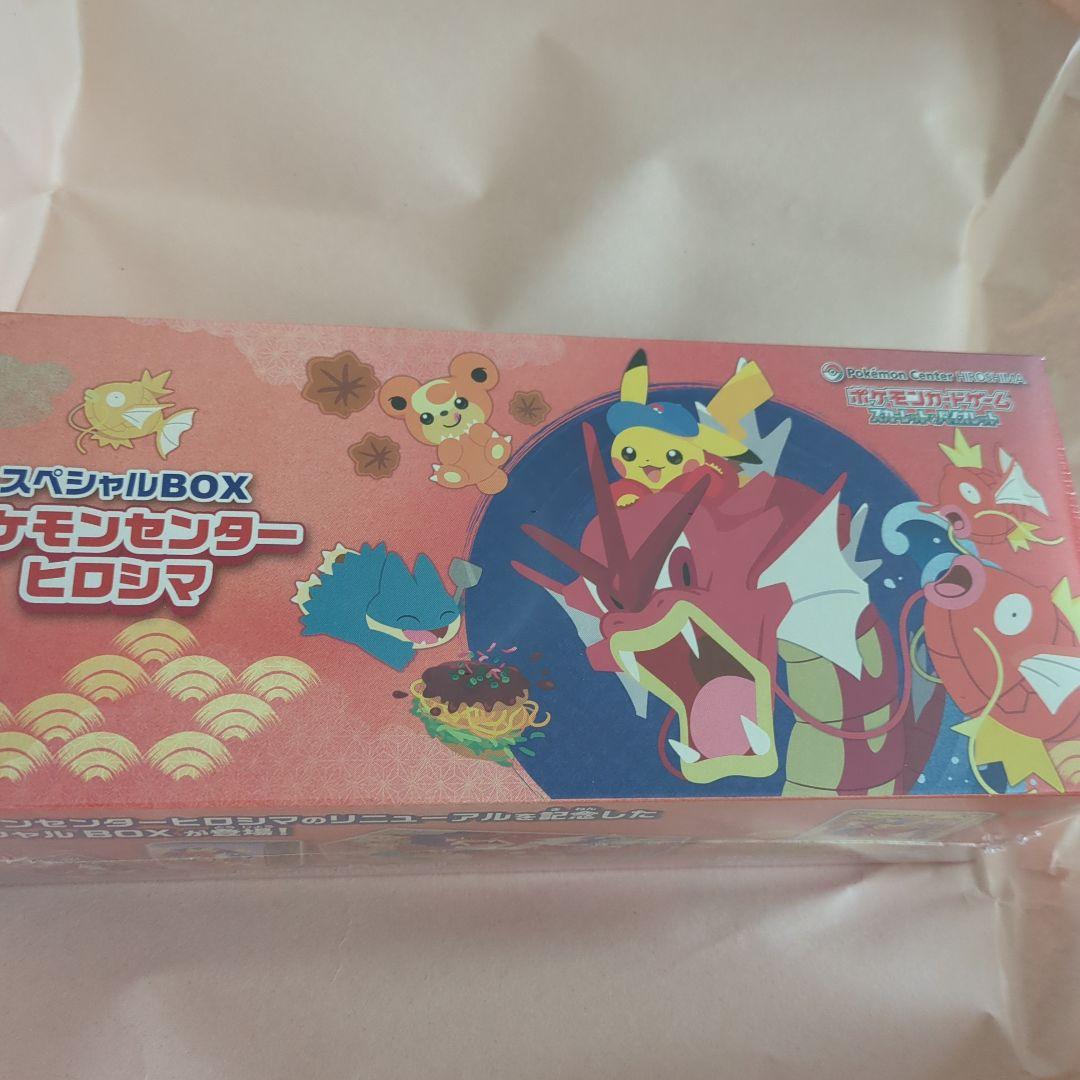 Pokémon Center HIROSHIMA
ポケモンカードゲーム
スカーレット&バイオレット
スペシャルBOX
ケモンセンター
ヒロシマ
ンセンターヒロシマのリニューアルを記念した
シャルBOXが登場!